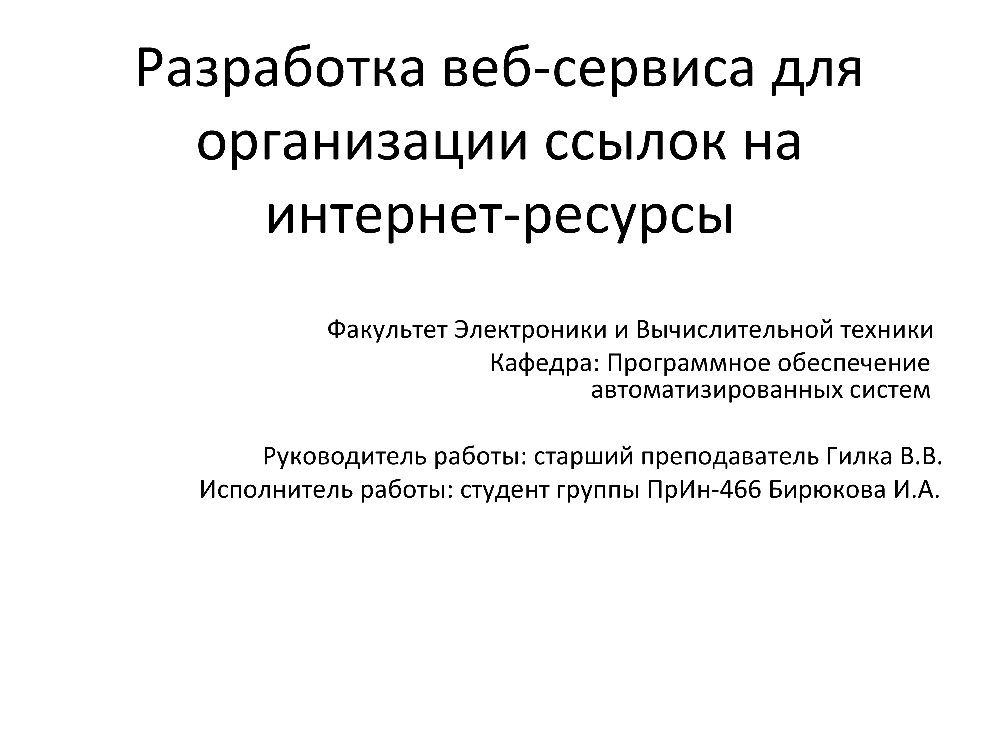 Разработка веб-сервиса для
организации ссылок на
интернет-ресурсы
Факультет Электроники и Вычислительной техники
Кафедра: Программное обеспечение
автоматизированных систем
Руководитель работы: старший преподаватель Гилка В.В.
Исполнитель работы: студент группы ПрИн-466 Бирюкова И.А.